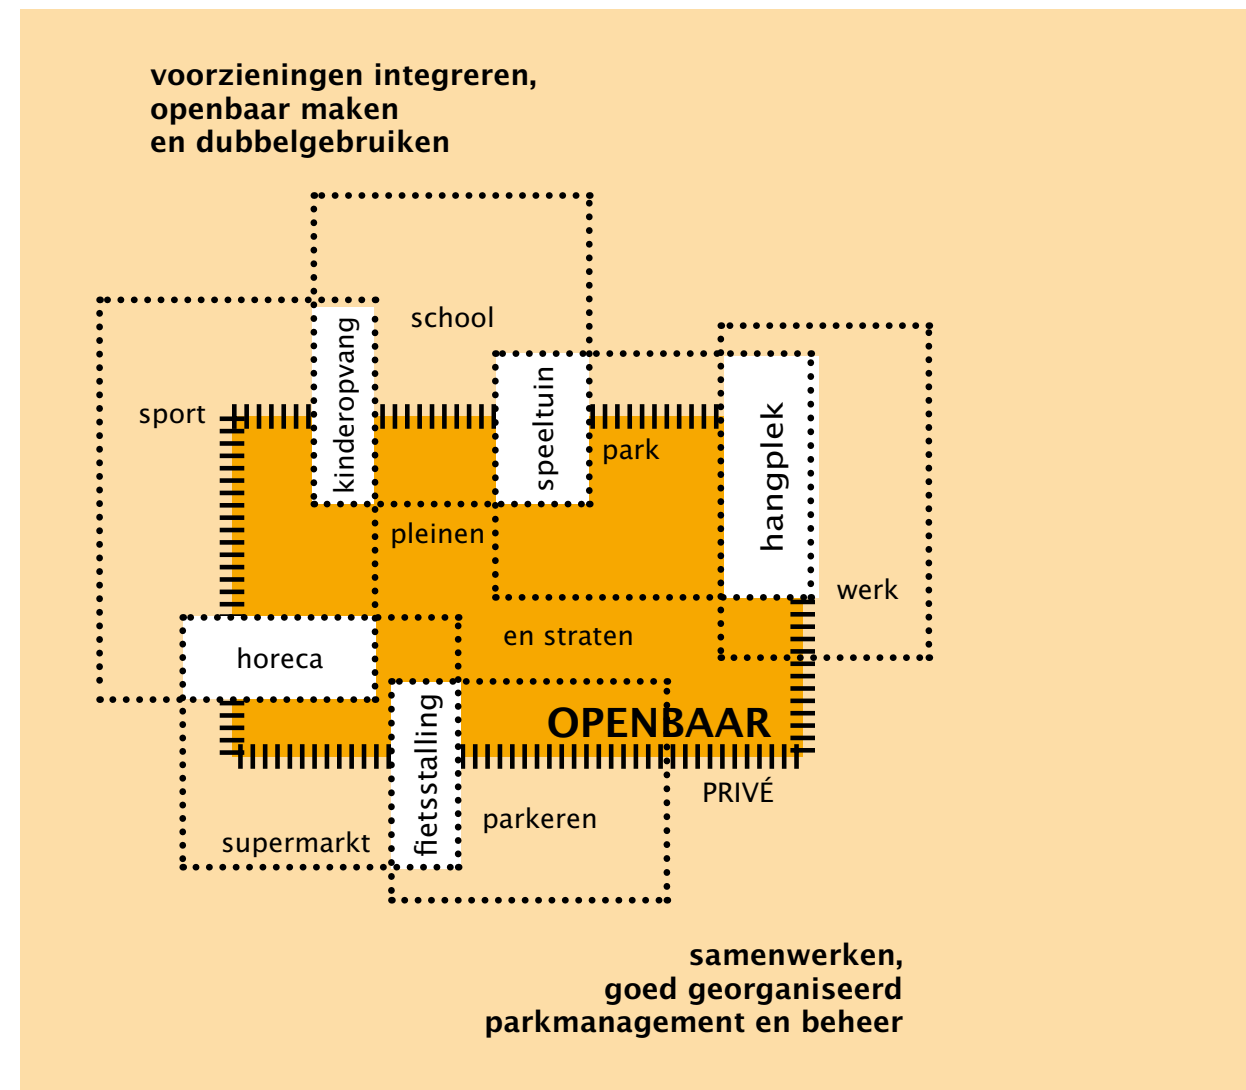 voorzieningen integreren,
openbaar maken
en dubbelgebruiken
school
kinderopvang
speeltuin
hangplek
sport
park
pleinen
werk
en straten
horeca
fietsstalling
OPENBAAR
PRIVÉ
parkeren
supermarkt
samenwerken,
goed georganiseerd
parkmanagement en beheer